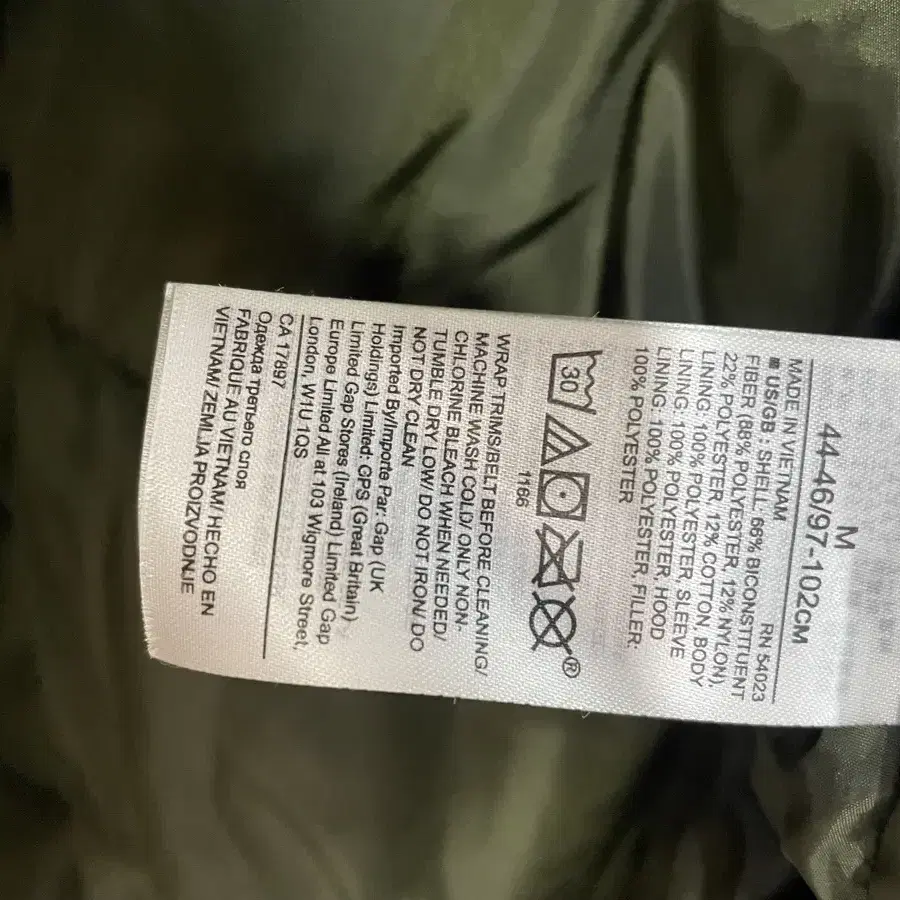 M
44-46/97-102CM
MADE IN VIETNAM RN 54023
■ US/GB : SHELL, 66% BICONSTITUENT
FIBER (88% POLYESTER, 12% NYLON),
22% POLYESTER, 12% COTTON, BODY
LINING: 100% POLYESTER, SLEEVE
LINING: 100% POLYESTER, HOOD
LINING: 100% POLYESTER, FILLER:
100% POLYESTER
30
®
1166
WRAP TRIMS/BELT BEFORE CLEANING/
MACHINE WASH COLD/ ONLY NON-
CHLORINE BLEACH WHEN NEEDED/
TUMBLE DRY LOW/ DO NOT IRON/ DO
NOT DRY CLEAN
Imported By/Importe Par: Gap (UK
Holdings) Limited: GPS (Great Britain)
Limited Gap Stores (Ireland) Limited Gap
Europe Limited All at 103 Wigmore Street,
London, W1U 1QS
CA 17897
Одежда третьего слоя
FABRIQUE AU VIETNAM/ HECHO EN
VIETNAM/ ZEMLJA PROIZVODNJE